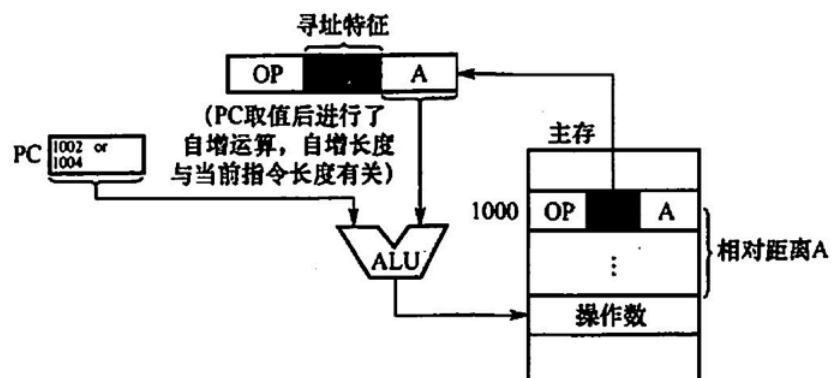 寻址特征
OP A
(PC取值后进行了
自增运算，自增长度
与当前指令长度有关)
PC
1002 or
1004
主存
1000 OP A
ALU
⋮
相对距离A
操作数